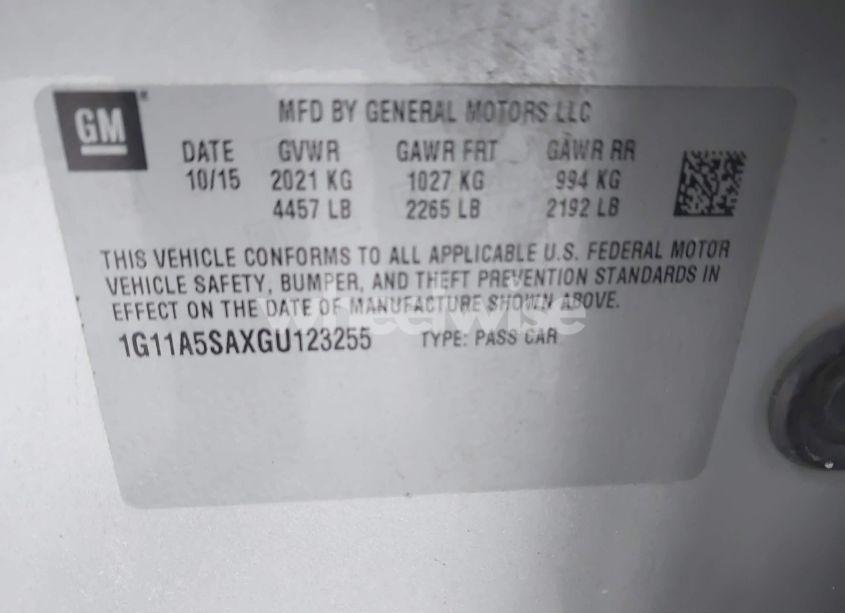 GM
MFD BY GENERAL MOTORS LLC
DATE GVWR GAWR FRT GAWR RR
10/15 2021 KG 1027 KG 994 KG
4457 LB 2265 LB 2192 LB
THIS VEHICLE CONFORMS TO ALL APPLICABLE U.S. FEDERAL MOTOR
VEHICLE SAFETY, BUMPER, AND THEFT PREVENTION STANDARDS IN
EFFECT ON THE DATE OF MANUFACTURE SHOWN ABOVE.
wheelwise
1G11A5SAXGU123255 TYPE: PASS CAR